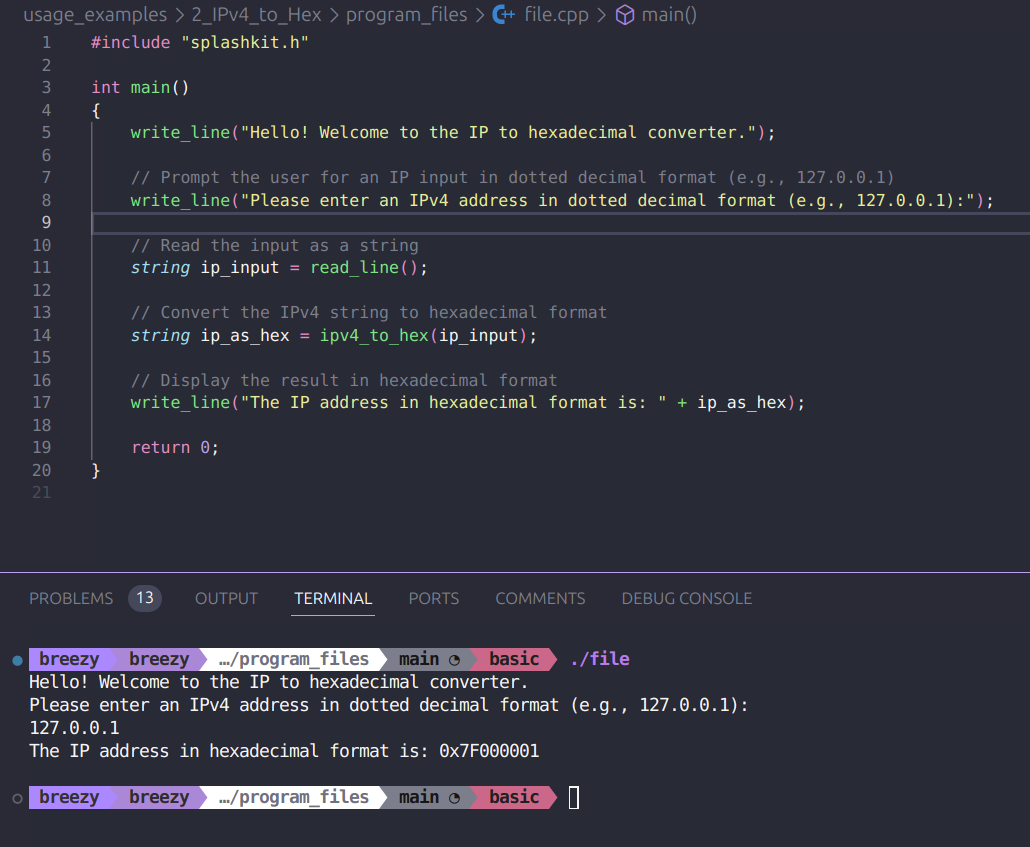 usage_examples > 2_IPv4_to_Hex > program_files > C++ file.cpp > main()
1 #include "splashkit.h"
2
3 int main()
4 {
5 write_line("Hello! Welcome to the IP to hexadecimal converter.");
6
7 // Prompt the user for an IP input in dotted decimal format (e.g., 127.0.0.1)
8 write_line("Please enter an IPv4 address in dotted decimal format (e.g., 127.0.0.1):");
9
10 // Read the input as a string
11 string ip_input = read_line();
12
13 // Convert the IPv4 string to hexadecimal format
14 string ip_as_hex = ipv4_to_hex(ip_input);
15
16 // Display the result in hexadecimal format
17 write_line("The IP address in hexadecimal format is: " + ip_as_hex);
18
19 return 0;
20 }
21
PROBLEMS 13 OUTPUT TERMINAL PORTS COMMENTS DEBUG CONSOLE
breezy breezy …/program_files main basic ./file
Hello! Welcome to the IP to hexadecimal converter.
Please enter an IPv4 address in dotted decimal format (e.g., 127.0.0.1):
127.0.0.1
The IP address in hexadecimal format is: 0x7F000001
breezy breezy …/program_files main basic